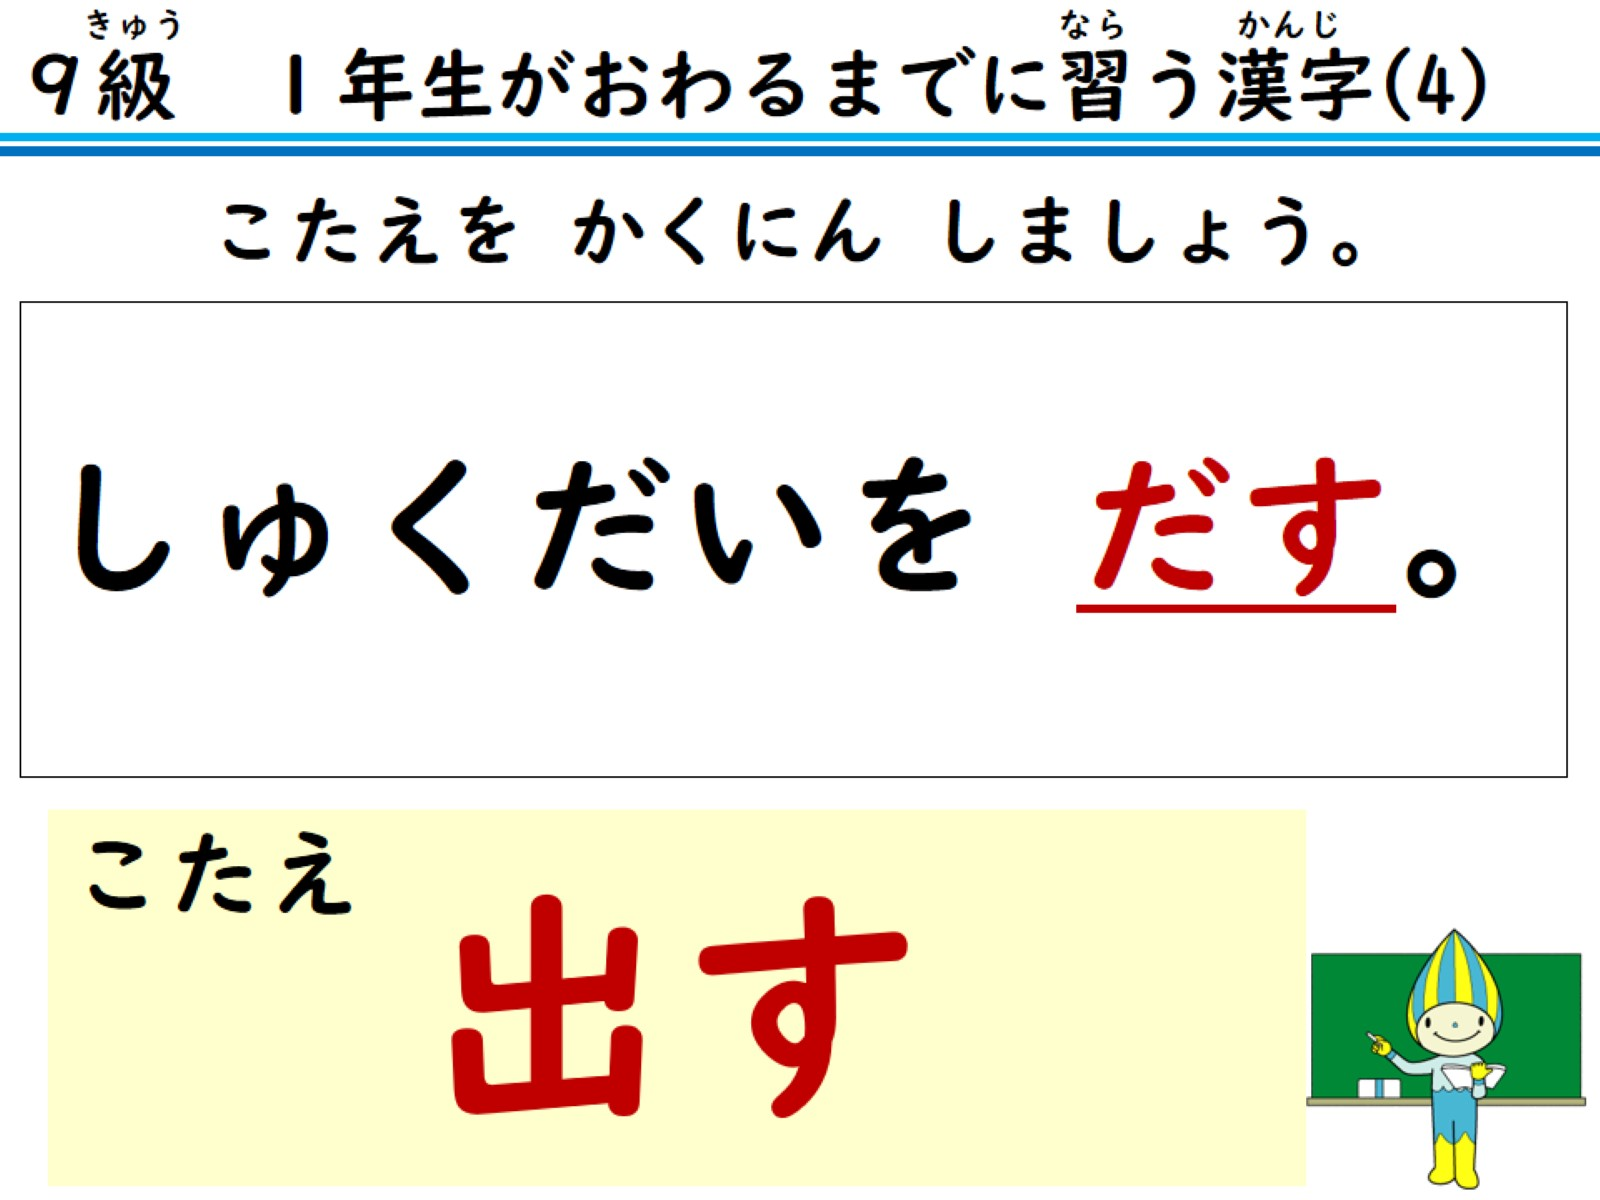 きゅう なら かんじ
9級 1年生がおわるまでに習う漢字(4)
こたえを かくにん しましょう。
しゅくだいを だす。
こたえ
出す